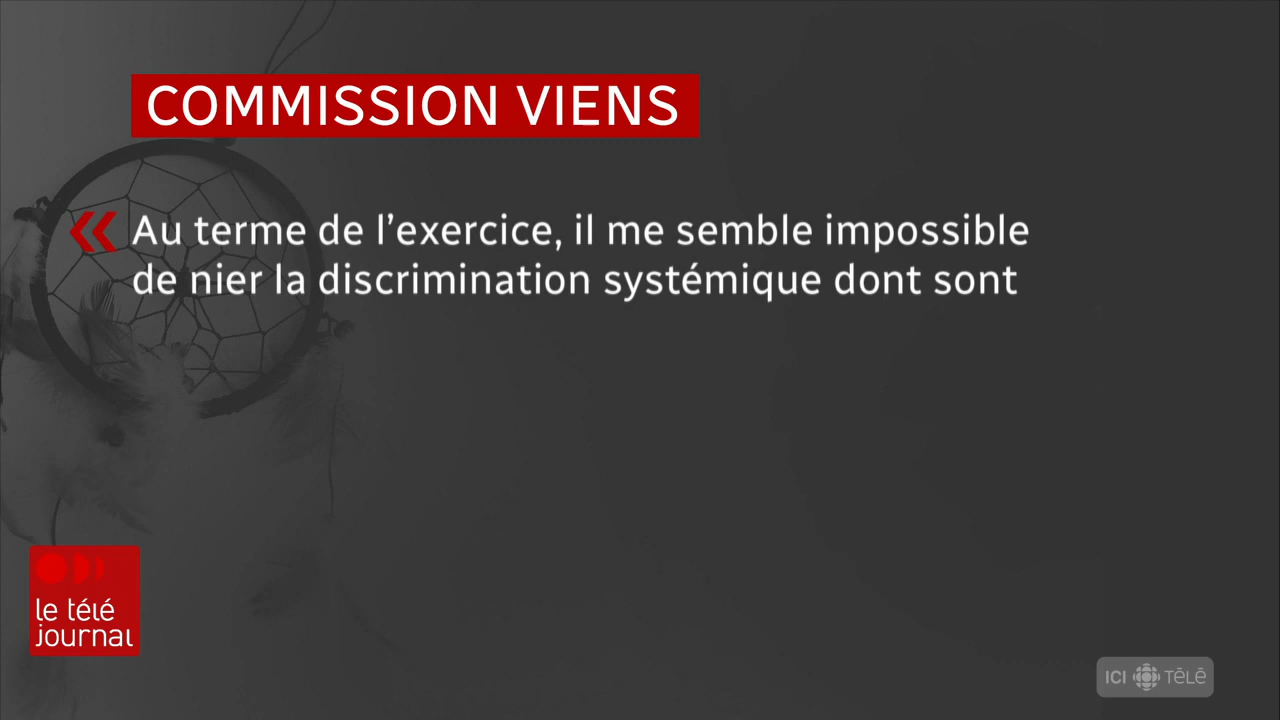 COMMISSION VIENS
« Au terme de l’exercice, il me semble impossible
de nier la discrimination systémique dont sont
le télé
journal
ICI TÉLÉ